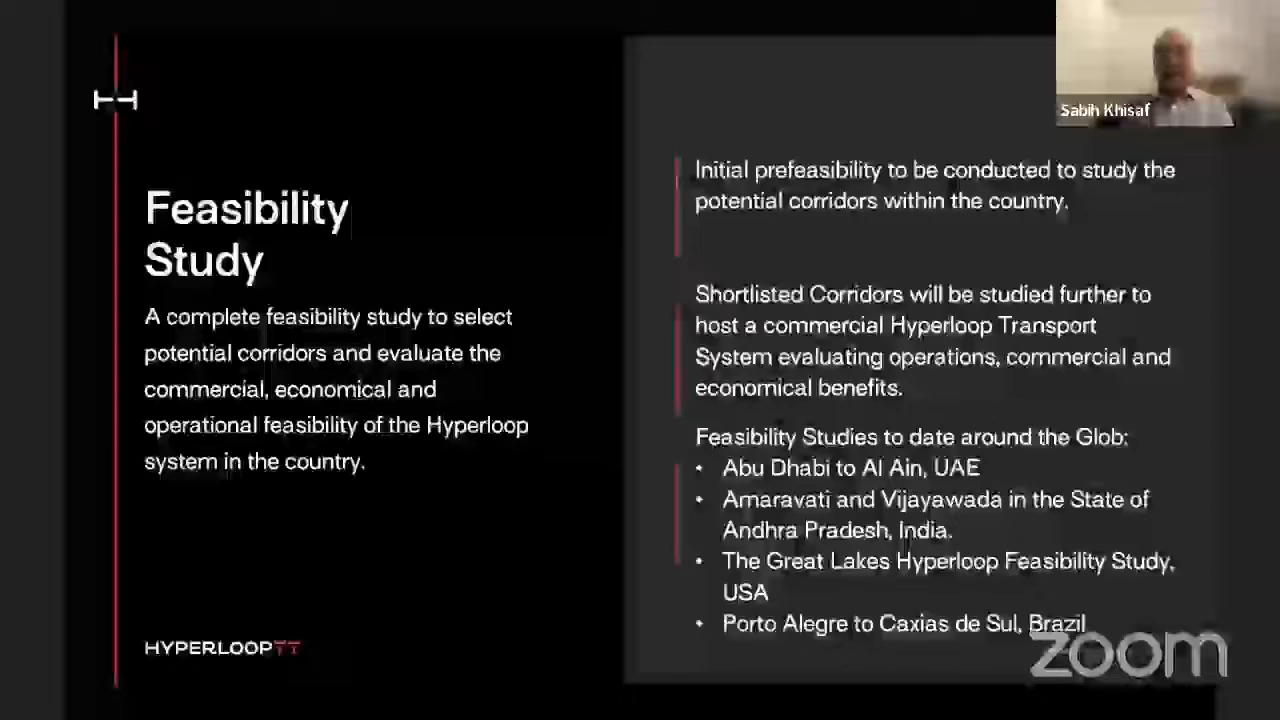 Sabih Khisaf
Feasibility
Study
A complete feasibility study to select
potential corridors and evaluate the
commercial, economical and
operational feasibility of the Hyperloop
system in the country.
HYPERLOOPTT
Initial prefeasibility to be conducted to study the
potential corridors within the country.
Shortlisted Corridors will be studied further to
host a commercial Hyperloop Transport
System evaluating operations, commercial and
economical benefits.
Feasibility Studies to date around the Glob:
• Abu Dhabi to Al Ain, UAE
• Amaravati and Vijayawada in the State of
Andhra Pradesh, India.
• The Great Lakes Hyperloop Feasibility Study,
USA
• Porto Alegre to Caxias de Sul, Brazil
zoom